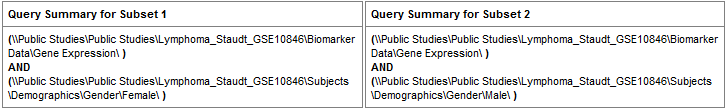 Query Summary for Subset 1
(\\Public Studies\Public Studies\Lymphoma_Staudt_GSE10846\Biomarker
Data\Gene Expression\ )
AND
(\\Public Studies\Public Studies\Lymphoma_Staudt_GSE10846\Subjects
\Demographics\Gender\Female\ )
Query Summary for Subset 2
(\\Public Studies\Public Studies\Lymphoma_Staudt_GSE10846\Biomarker
Data\Gene Expression\ )
AND
(\\Public Studies\Public Studies\Lymphoma_Staudt_GSE10846\Subjects
\Demographics\Gender\Male\ )